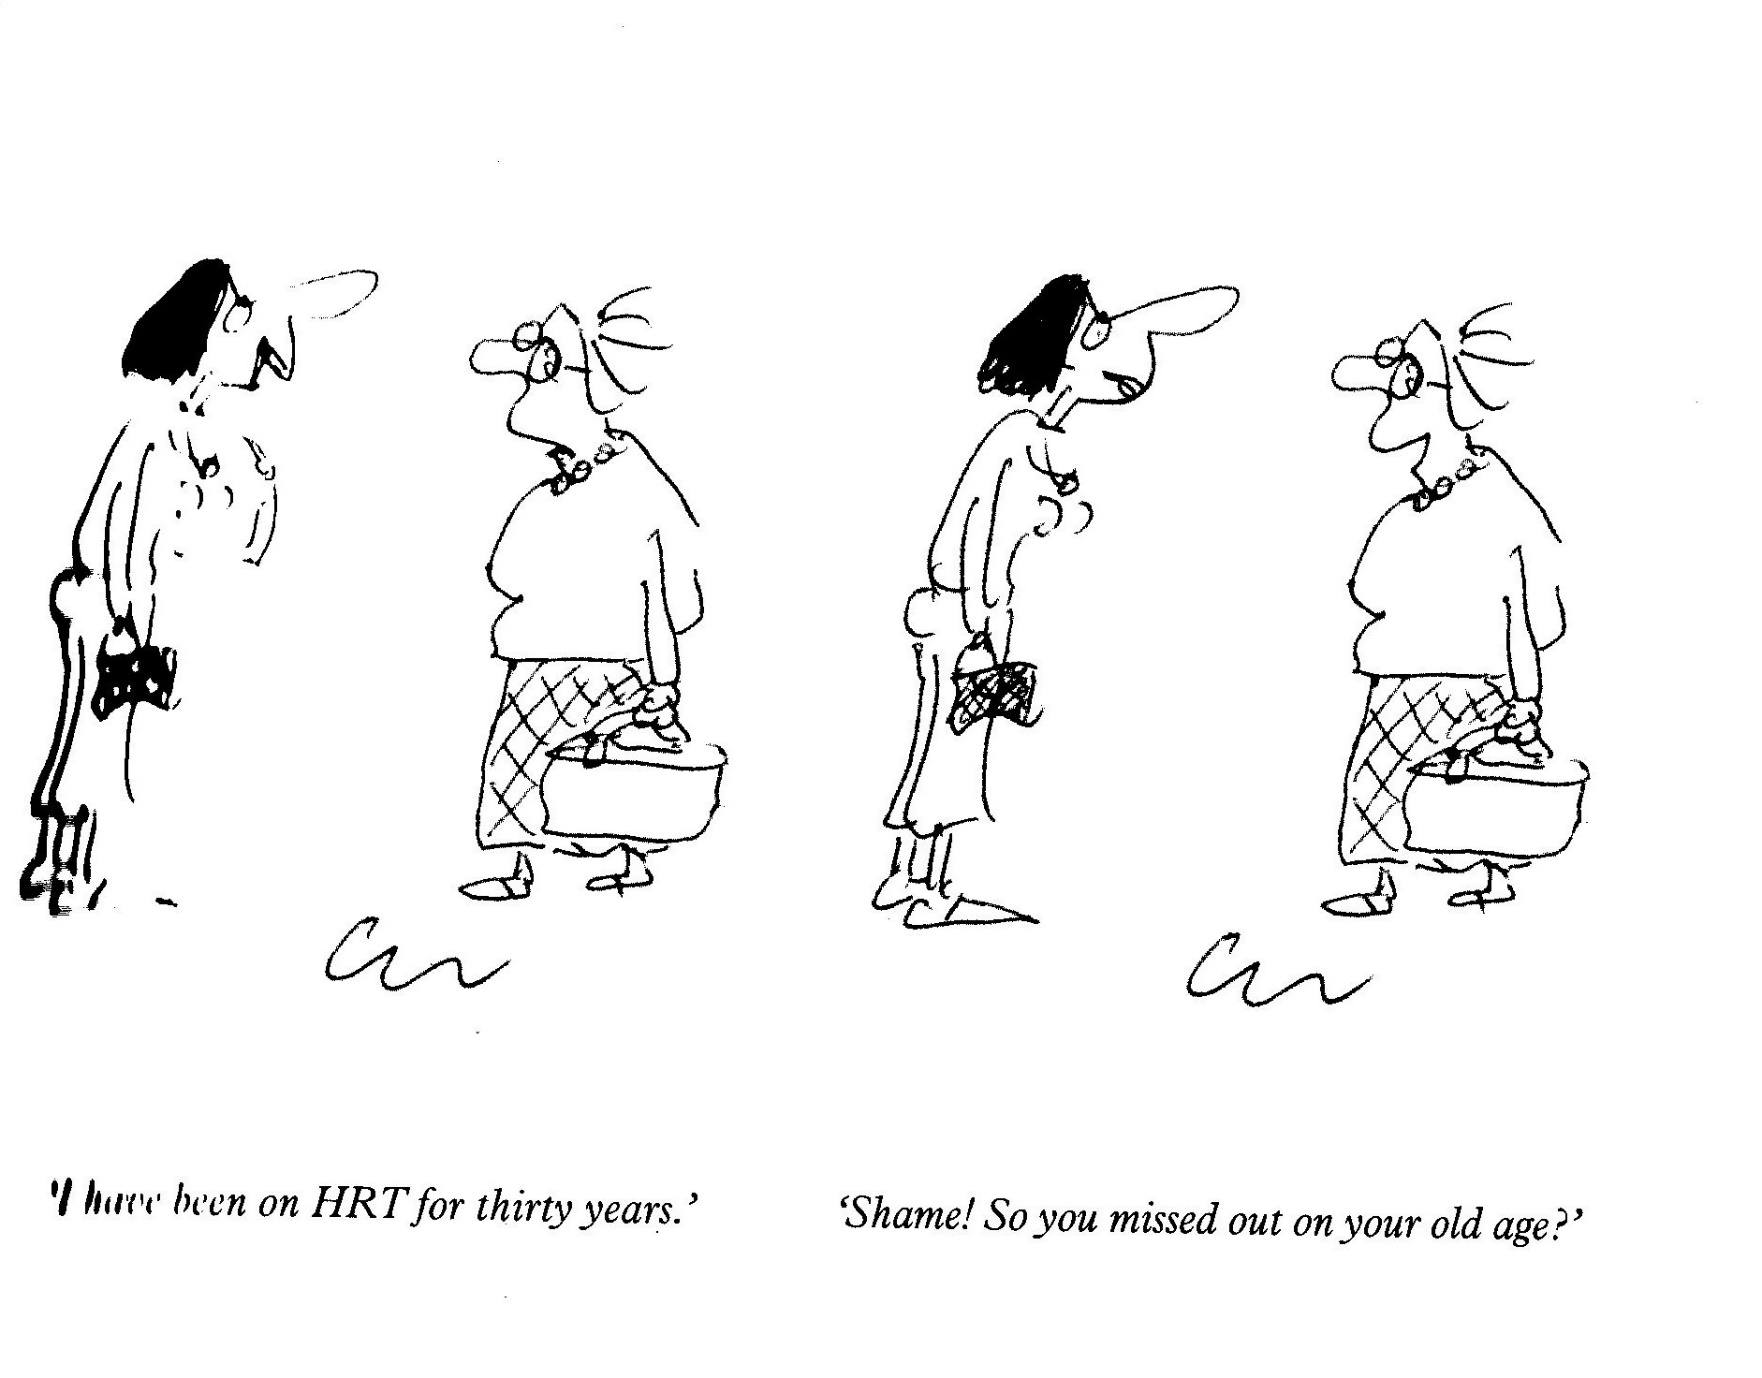 'I have been on HRT for thirty years.'
'Shame! So you missed out on your old age?'